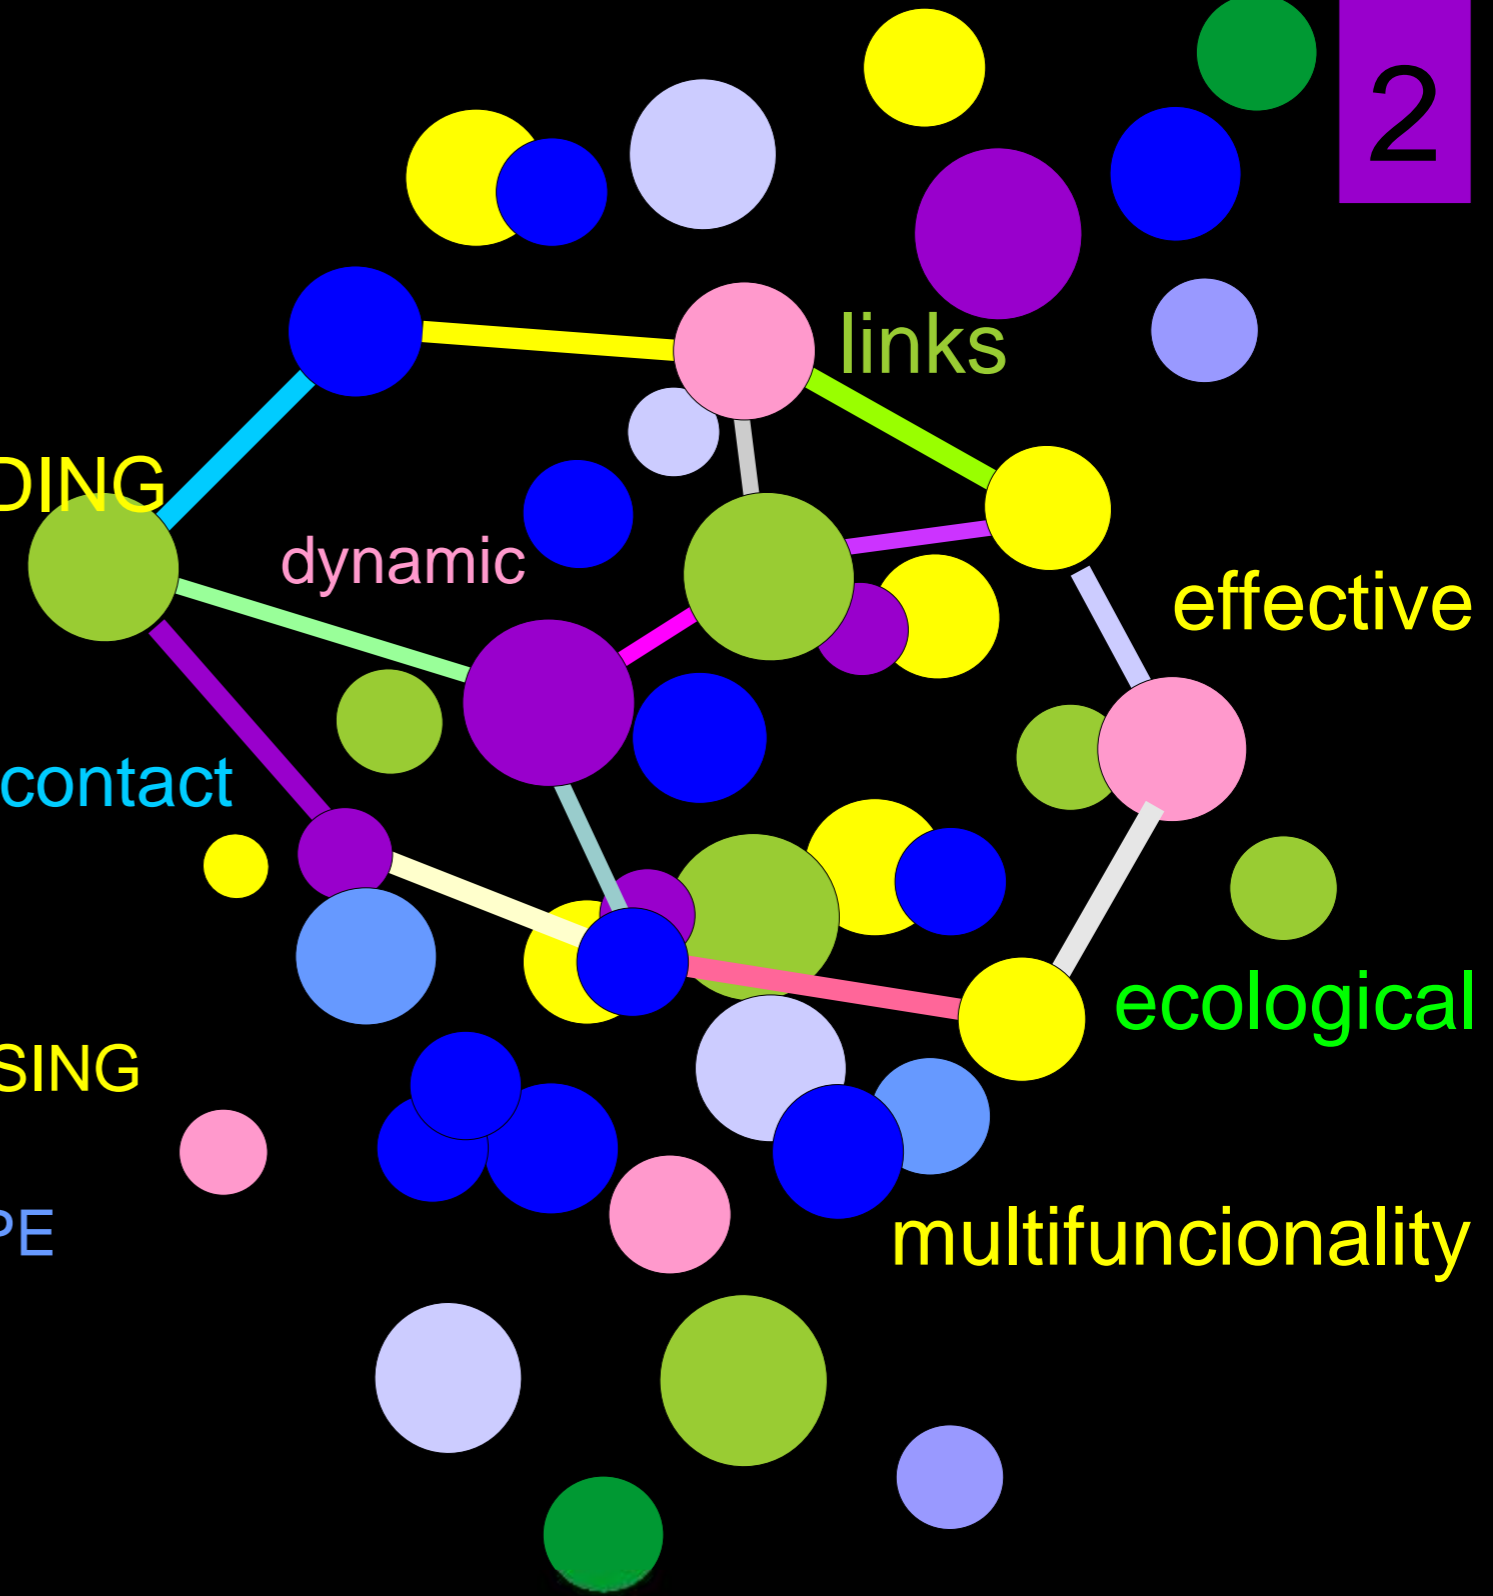 2
links
DING
dynamic
effective
contact
ecological
SING
PE
multifuncionality